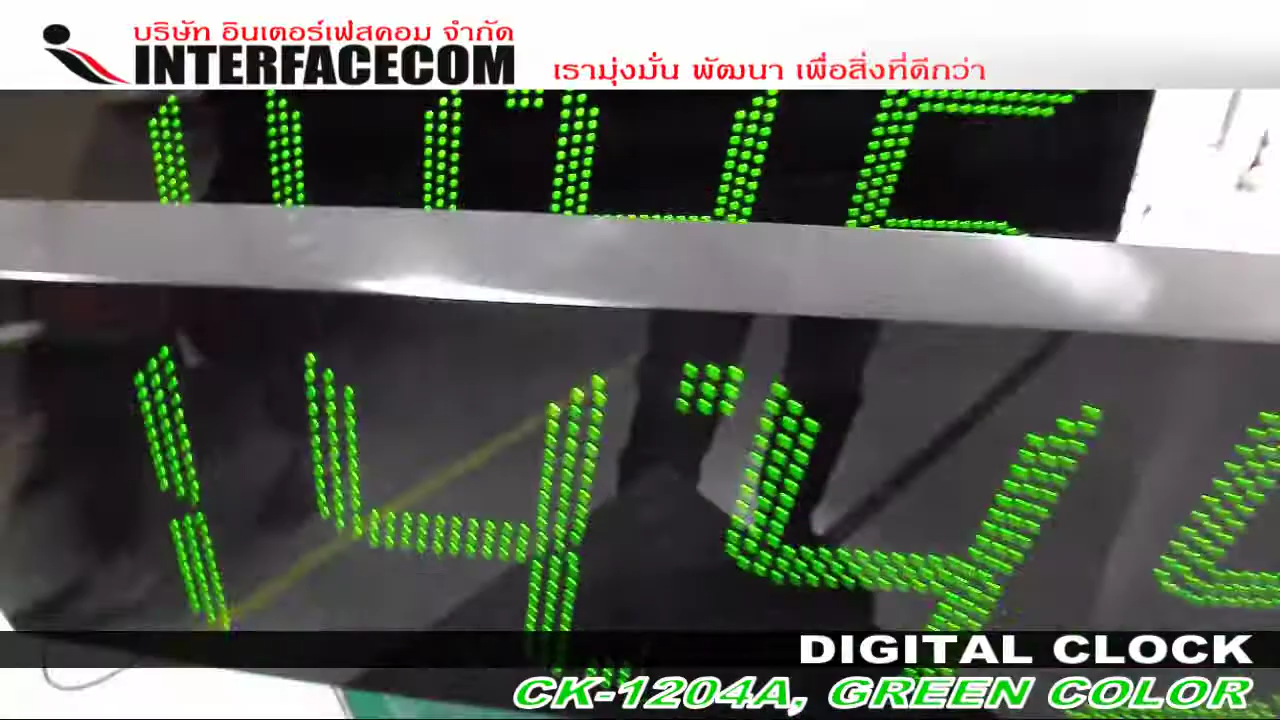 บริษัท อินเตอร์เฟสคอม จำกัด
INTERFACECOM
เรามุ่งมั่น พัฒนา เพื่อสิ่งที่ดีกว่า
14:4
DIGITAL CLOCK
CK-1204A, GREEN COLOR